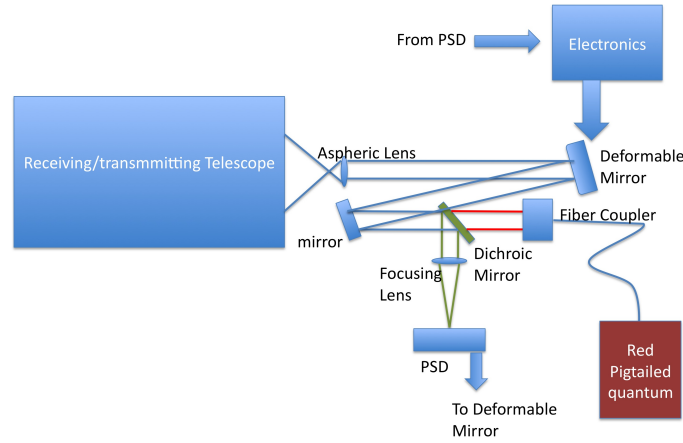 From PSD
Electronics
Receiving/transmmitting Telescope
Aspheric Lens
Deformable
Mirror
mirror
Fiber Coupler
Dichroic
Mirror
Focusing
Lens
PSD
Red
Pigtailed
quantum
To Deformable
Mirror